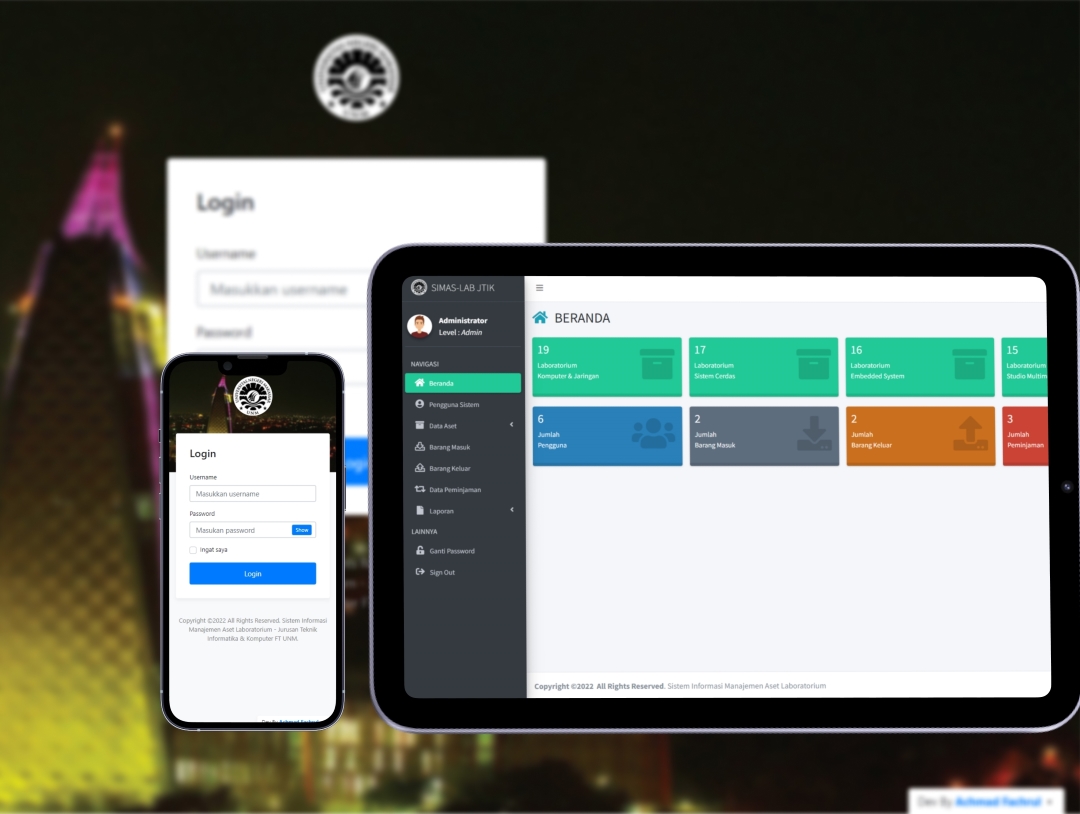 Login
Username
Masukkan username
Password
SIMAS-LAB JTIK
Administrator
Level : Admin
NAVIGASI
Beranda
Pengguna Sistem
Data Aset
Barang Masuk
Barang Keluar
Data Peminjaman
Laporan
LAINNYA
Ganti Password
Sign Out
BERANDA
19
Laboratorium
Komputer & Jaringan
17
Laboratorium
Sistem Cerdas
16
Laboratorium
Embedded System
15
Laboratorium
Studio Multim
6
Jumlah
Pengguna
2
Jumlah
Barang Masuk
2
Jumlah
Barang Keluar
3
Jumlah
Peminjaman
Copyright ©2022 All Rights Reserved. Sistem Informasi Manajemen Aset Laboratorium
UNM
Login
Username
Masukkan username
Password
Masukan password
Show
Ingat saya
Login
Copyright ©2022 All Rights Reserved. Sistem Informasi
Manajemen Aset Laboratorium - Jurusan Teknik
Informatika & Komputer FT UNM.
Dev By Achmad Fachrul